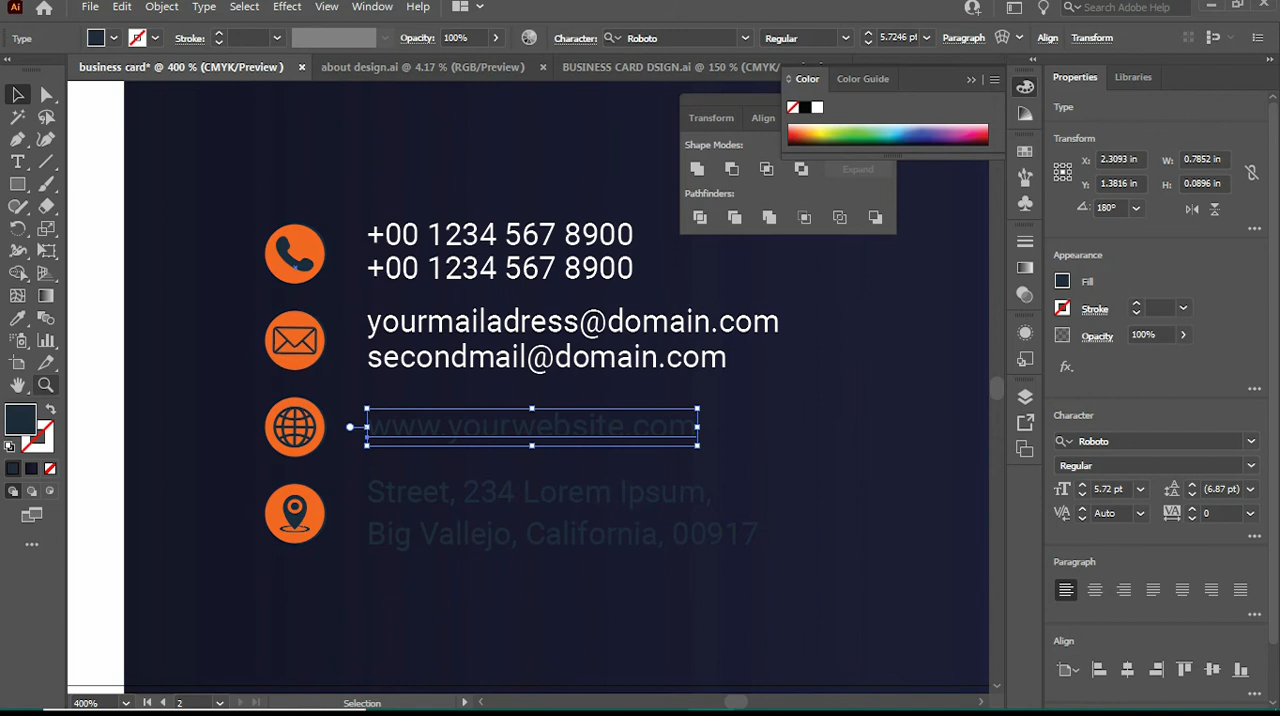 Ai File Edit Object Type Select Effect View Window Help Search Adobe Help
Type Stroke: Opacity: 100% Character: Roboto Regular 5.7246 pt Paragraph Align Transform
business card* @ 400 % (CMYK/Preview) × about design.ai @ 4.17 % (RGB/Preview) × BUSINESS CARD DSIGN.ai @ 150 % (CMYK/
Color Color Guide
Transform Align
Shape Modes:
Expand
Pathfinders:
+00 1234 567 8900
+00 1234 567 8900
yourmailadress@domain.com
secondmail@domain.com
www.yourwebsite.com
Street, 234 Lorem Ipsum,
Big Vallejo, California, 00917
Properties Libraries
Type
Transform
X: 2.3093 in W: 0.7852 in
Y: 1.3816 in H: 0.0896 in
180°
Appearance
Fill
Stroke
Opacity 100%
fx.
Character
Roboto
Regular
5.72 pt (6.87 pt)
Auto 0
Paragraph
Align
400% 2 Selection